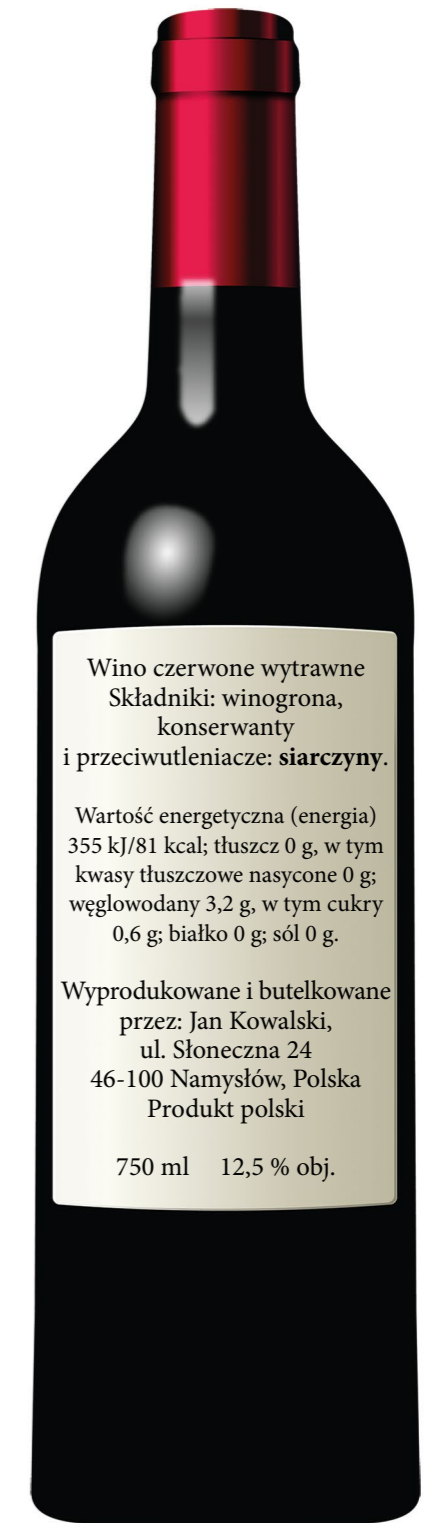 Wino czerwone wytrawne
Składniki: winogrona,
konserwanty
i przeciwutleniacze: siarczyny.
Wartość energetyczna (energia)
355 kJ/81 kcal; tłuszcz 0 g, w tym
kwasy tłuszczowe nasycone 0 g;
węglowodany 3,2 g, w tym cukry
0,6 g; białko 0 g; sól 0 g.
Wyprodukowane i butelkowane
przez: Jan Kowalski,
ul. Słoneczna 24
46-100 Namysłów, Polska
Produkt polski
750 ml 12,5 % obj.